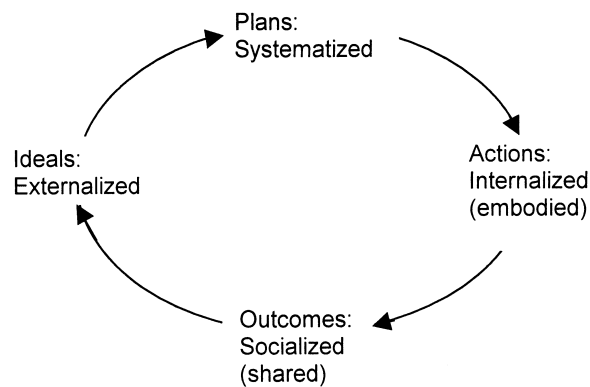 Plans:
Systematized
Actions:
Internalized
(embodied)
Outcomes:
Socialized
(shared)
Ideals:
Externalized